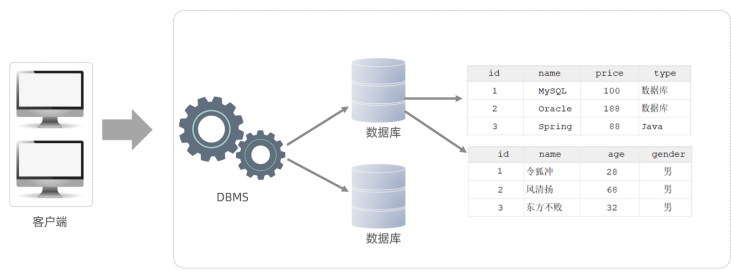 客户端
DBMS
数据库
数据库
id name price type
1 MySQL 100 数据库
2 Oracle 188 数据库
3 Spring 88 Java
id name age gender
1 令狐冲 28 男
2 风清扬 68 男
3 东方不败 32 男